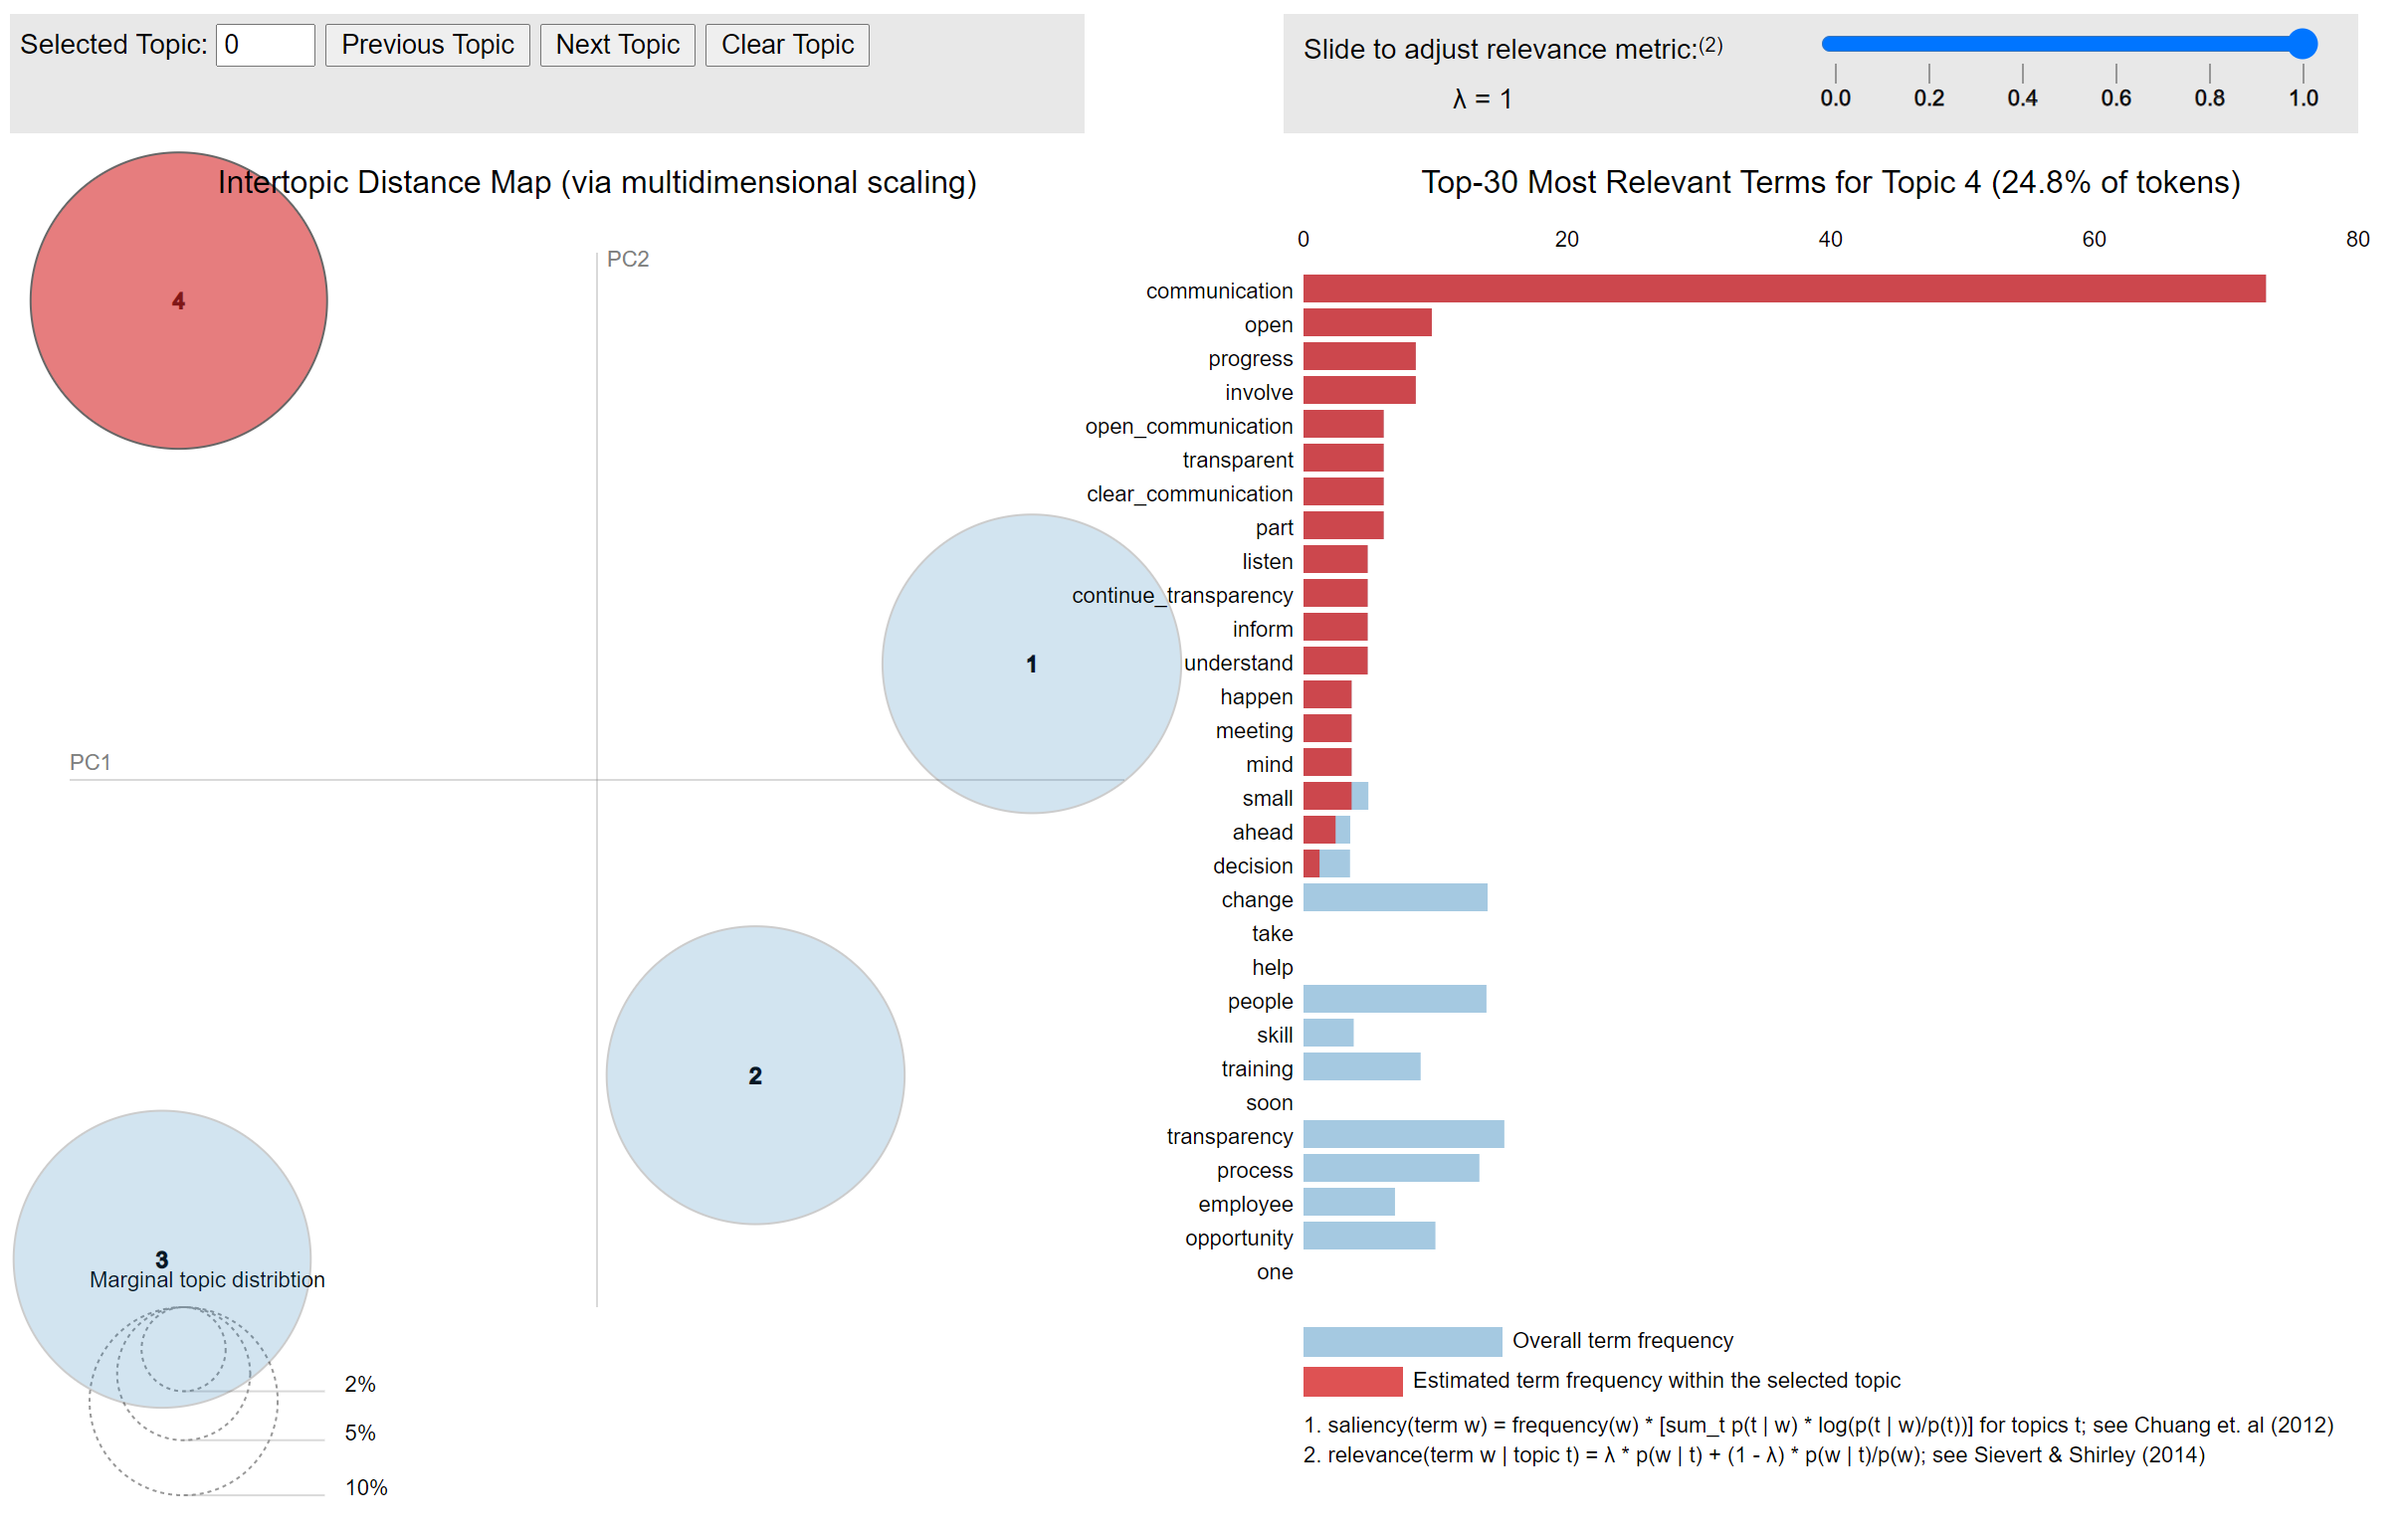 Selected Topic: 0 Previous Topic Next Topic Clear Topic
Slide to adjust relevance metric:(2)
λ = 1
0.0 0.2 0.4 0.6 0.8 1.0
Intertopic Distance Map (via multidimensional scaling)
PC2
PC1
4
1
2
3
Marginal topic distribtion
2%
5%
10%
Top-30 Most Relevant Terms for Topic 4 (24.8% of tokens)
0 20 40 60 80
communication
open
progress
involve
open_communication
transparent
clear_communication
part
listen
continue_transparency
inform
understand
happen
meeting
mind
small
ahead
decision
change
take
help
people
skill
training
soon
transparency
process
employee
opportunity
one
Overall term frequency
Estimated term frequency within the selected topic
1. saliency(term w) = frequency(w) * [sum_t p(t | w) * log(p(t | w)/p(t))] for topics t; see Chuang et. al (2012)
2. relevance(term w | topic t) = λ * p(w | t) + (1 - λ) * p(w | t)/p(w); see Sievert & Shirley (2014)